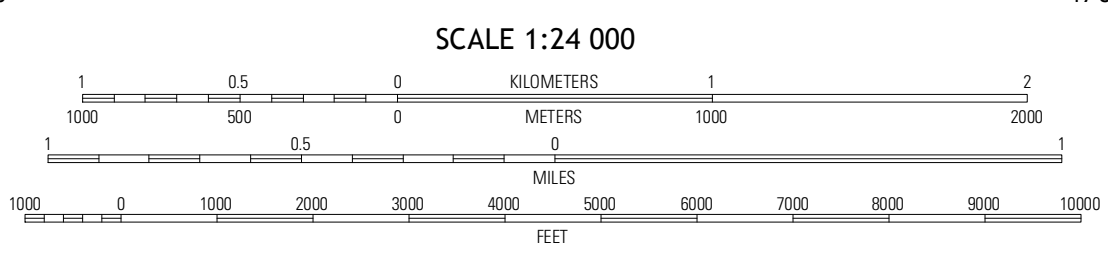 SCALE 1:24 000
1 0.5 0 KILOMETERS 1 2
1000 500 0 METERS 1000 2000
1 0.5 0 1
MILES
1000 0 1000 2000 3000 4000 5000 6000 7000 8000 9000 10000
FEET